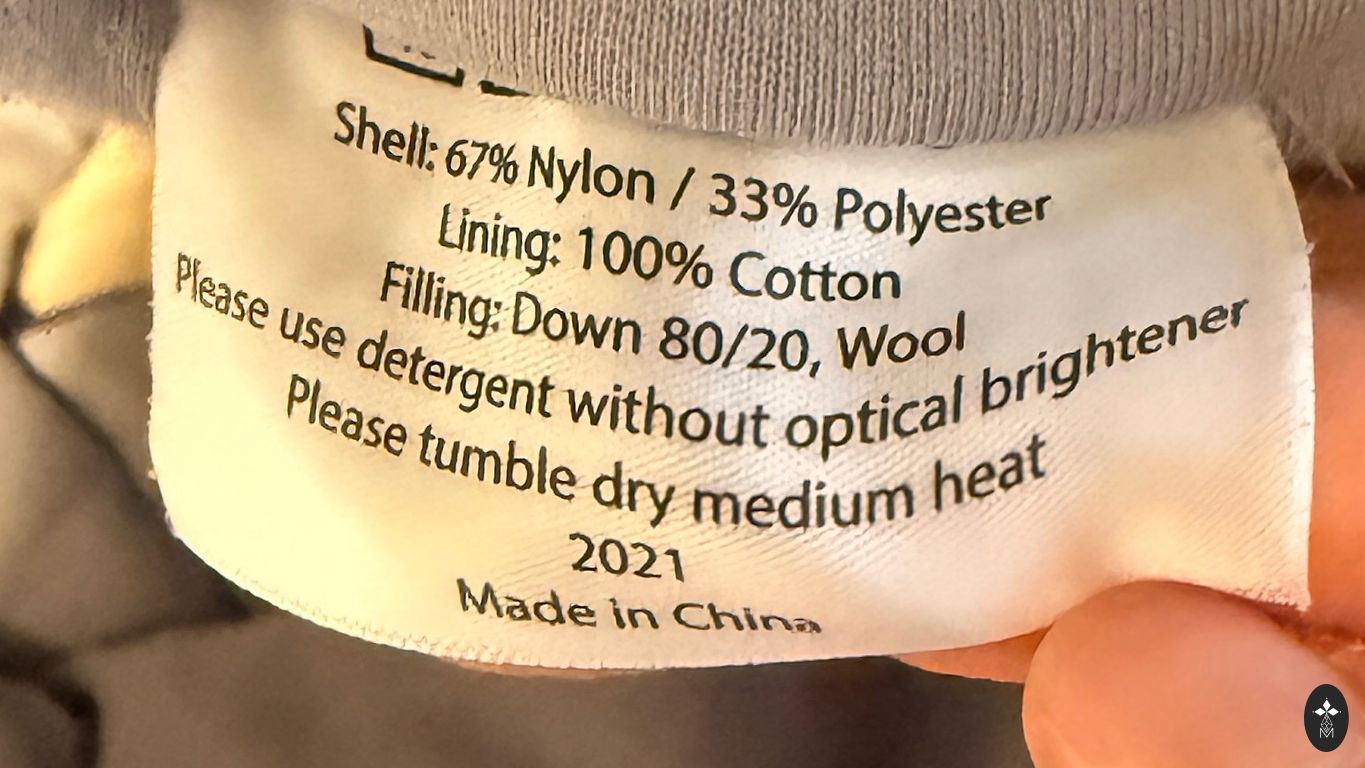 Shell: 67% Nylon / 33% Polyester
Lining: 100% Cotton
Filling: Down 80/20, Wool
Please use detergent without optical brightener
Please tumble dry medium heat
2021
Made in China
M